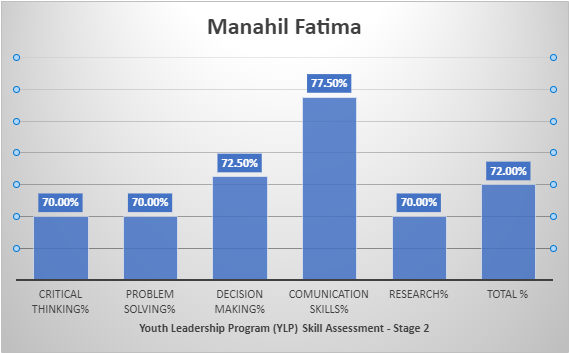 Manahil Fatima
77.50%
72.50%
72.00%
70.00%
70.00%
70.00%
CRITICAL THINKING%
PROBLEM SOLVING%
DECISION MAKING%
COMUNICATION SKILLS%
RESEARCH%
TOTAL %
Youth Leadership Program (YLP) Skill Assessment - Stage 2